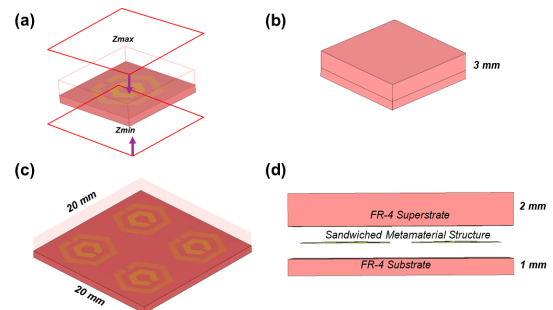 (a)
Zmax
Zmin
(b)
3 mm
(c)
20 mm
20 mm
(d)
2 mm
FR-4 Superstrate
Sandwiched Metamaterial Structure
FR-4 Substrate
1 mm